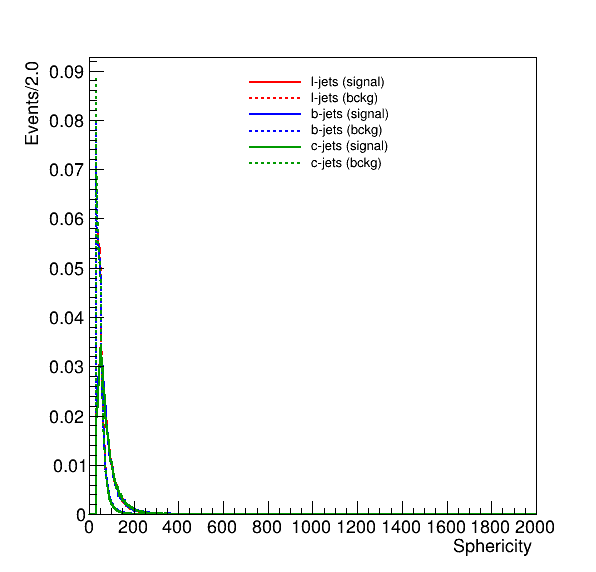 Events/2.0
0.09
0.08
0.07
0.06
0.05
0.04
0.03
0.02
0.01
0
l-jets (signal)
l-jets (bckg)
b-jets (signal)
b-jets (bckg)
c-jets (signal)
c-jets (bckg)
0 200 400 600 800 1000 1200 1400 1600 1800 2000
Sphericity